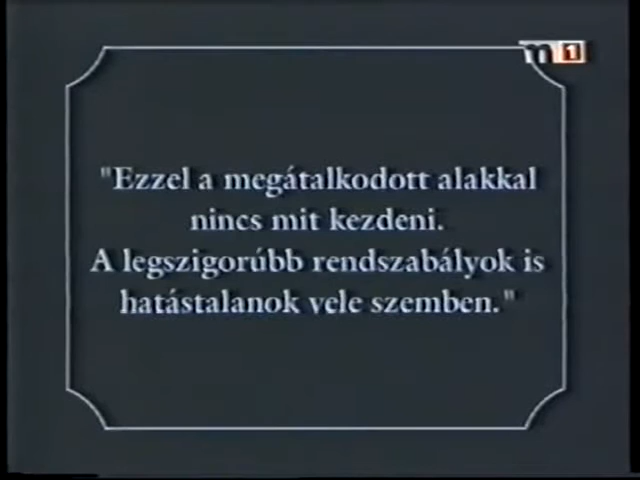 m1
"Ezzel a megátalkodott alakkal
nincs mit kezdeni.
A legszigorúbb rendszabályok is
hatástalanok vele szemben."